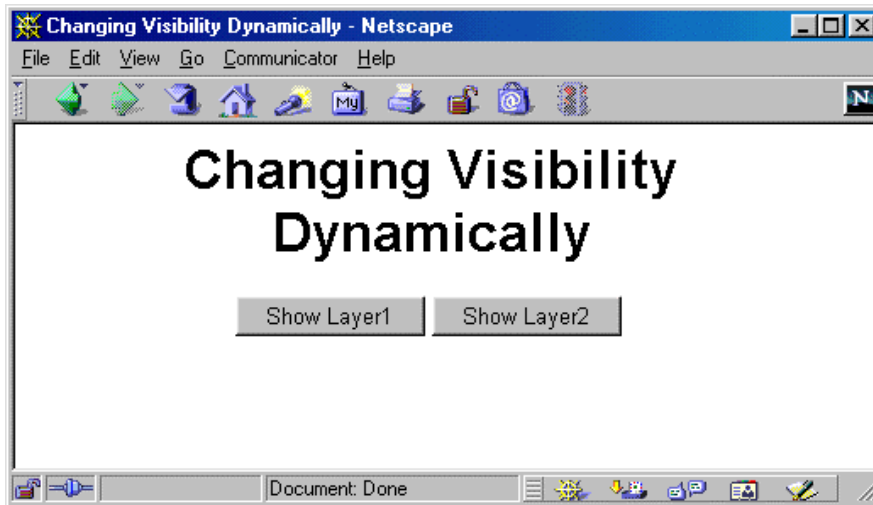 Changing Visibility Dynamically - Netscape
File Edit View Go Communicator Help
My
N
Changing Visibility
Dynamically
Show Layer1 Show Layer2
Document: Done